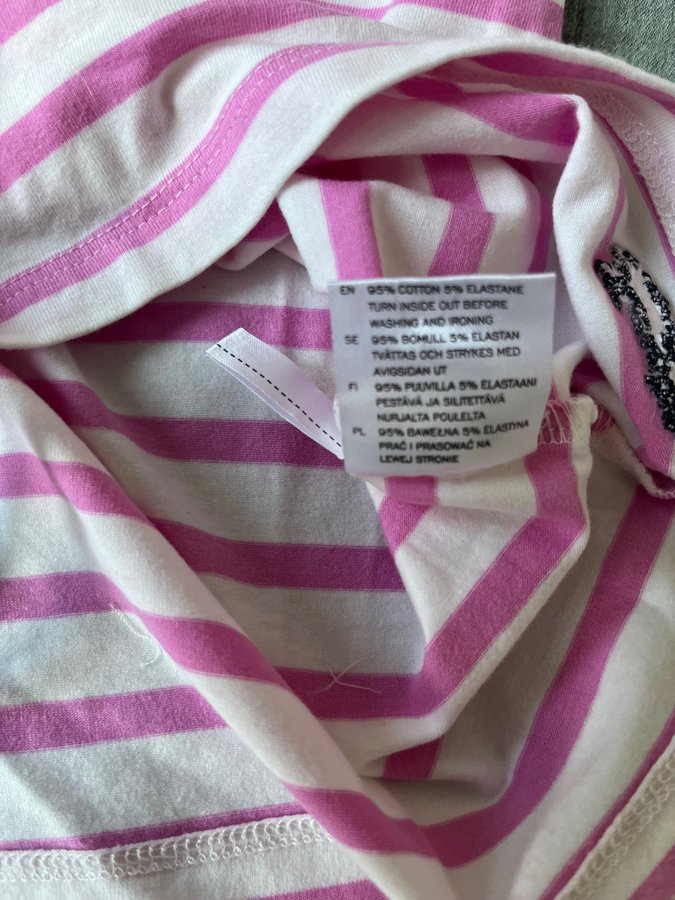 EN 95% COTTON 5% ELASTANE
TURN INSIDE OUT BEFORE
WASHING AND IRONING
SE 95% BOMULL 5% ELASTAN
TVÄTTAS OCH STRYKES MED
AVIGSIDAN UT
FI 95% PUUVILLA 5% ELASTAANI
PESTÄVÄ JA SILITETTÄVÄ
NURJALTA POULELTA
PL 95% BAWEŁNA 5% ELASTYNA
PRAĆ I PRASOWAĆ NA
LEWEJ STRONIE